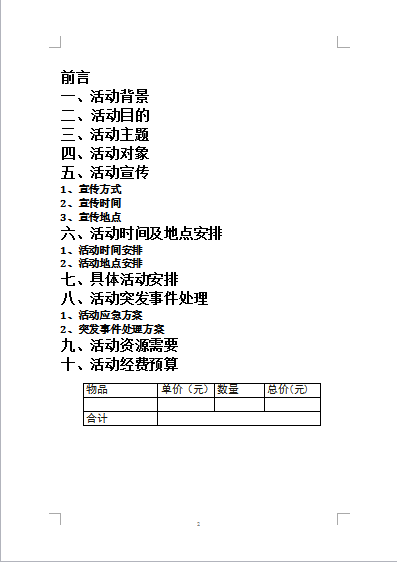 前言
一、活动背景
二、活动目的
三、活动主题
四、活动对象
五、活动宣传
1、宣传方式
2、宣传时间
3、宣传地点
六、活动时间及地点安排
1、活动时间安排
2、活动地点安排
七、具体活动安排
八、活动突发事件处理
1、活动应急方案
2、突发事件处理方案
九、活动资源需要
十、活动经费预算
物品 单价（元） 数量 总价(元)
合计
2